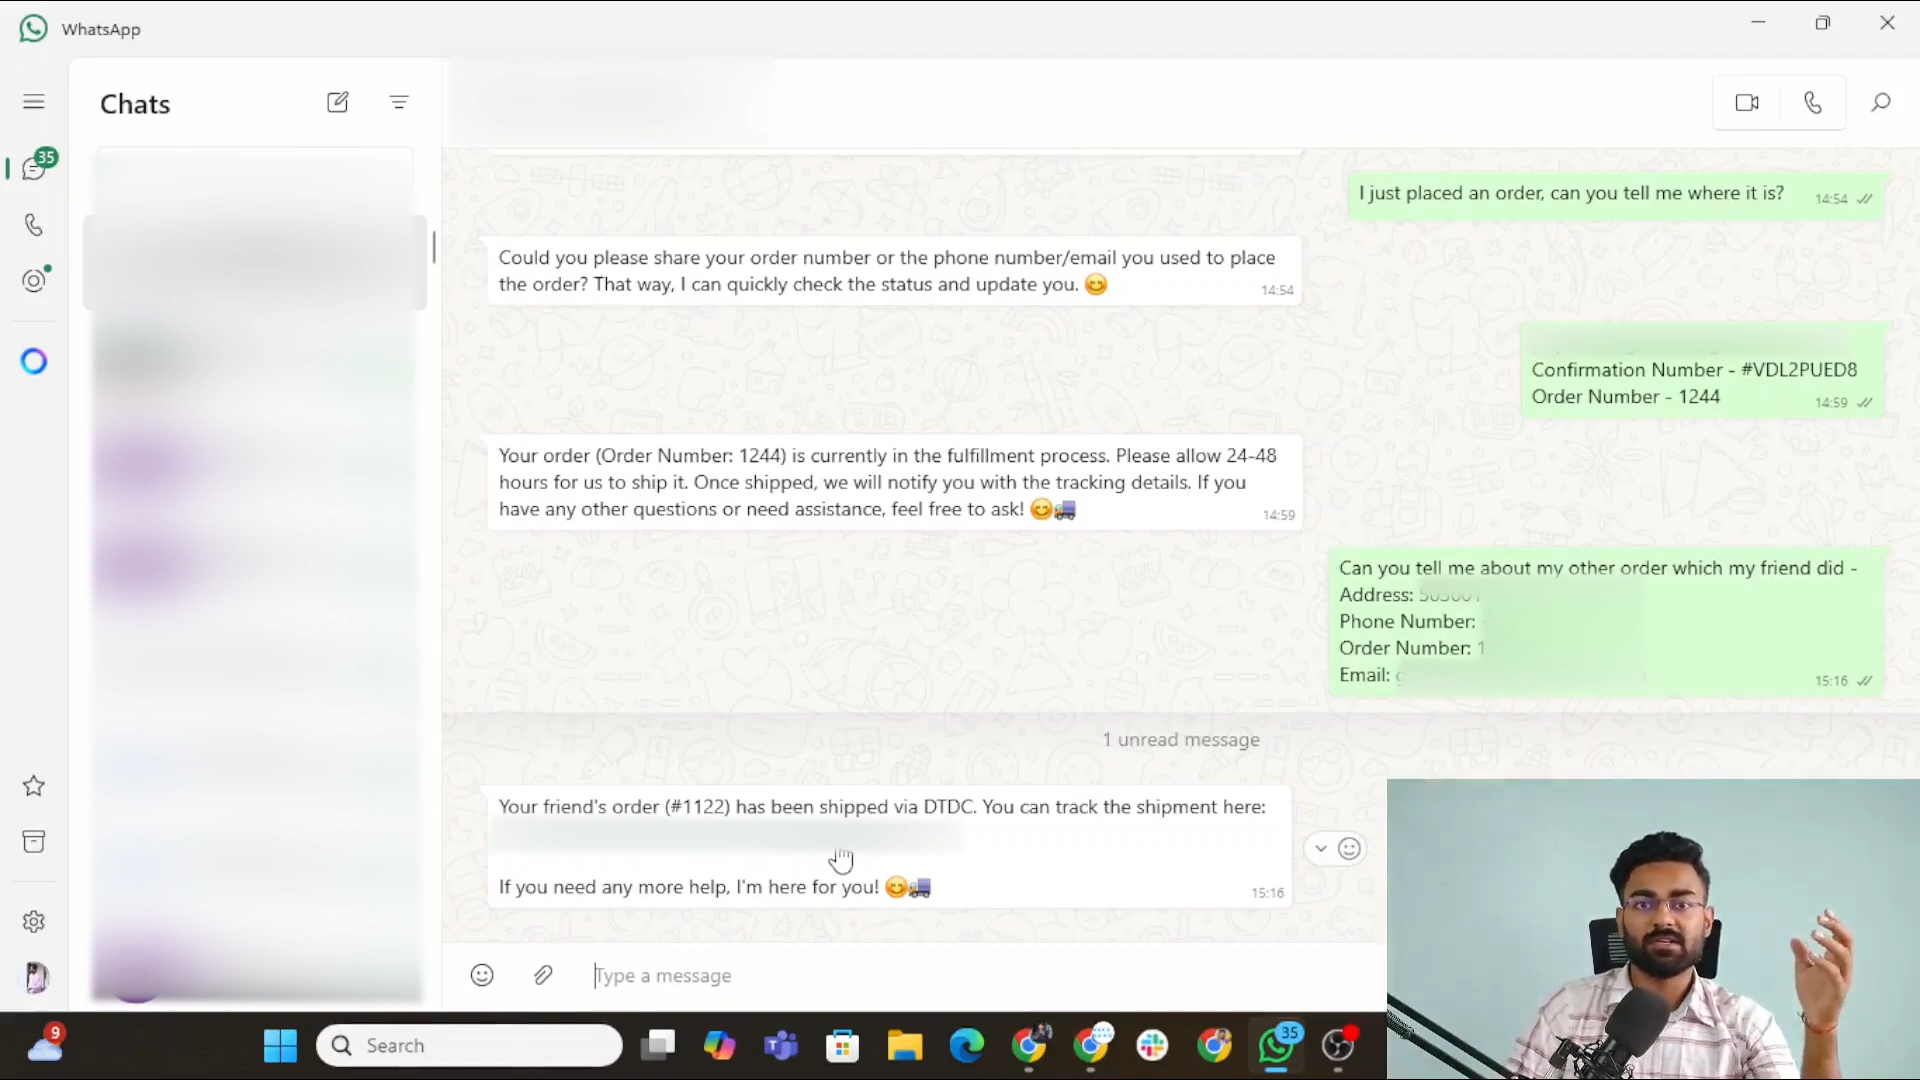 WhatsApp
Chats
35
I just placed an order, can you tell me where it is?
14:54
Could you please share your order number or the phone number/email you used to place
the order? That way, I can quickly check the status and update you. 😊
14:54
Confirmation Number - #VDL2PUED8
Order Number - 1244
14:59
Your order (Order Number: 1244) is currently in the fulfillment process. Please allow 24-48
hours for us to ship it. Once shipped, we will notify you with the tracking details. If you
have any other questions or need assistance, feel free to ask! 😊🚚
14:59
Can you tell me about my other order which my friend did -
Address:
Phone Number:
Order Number: 1
Email:
15:16
1 unread message
Your friend's order (#1122) has been shipped via DTDC. You can track the shipment here:
If you need any more help, I'm here for you! 😊🚚
15:16
Type a message
9
Search
35